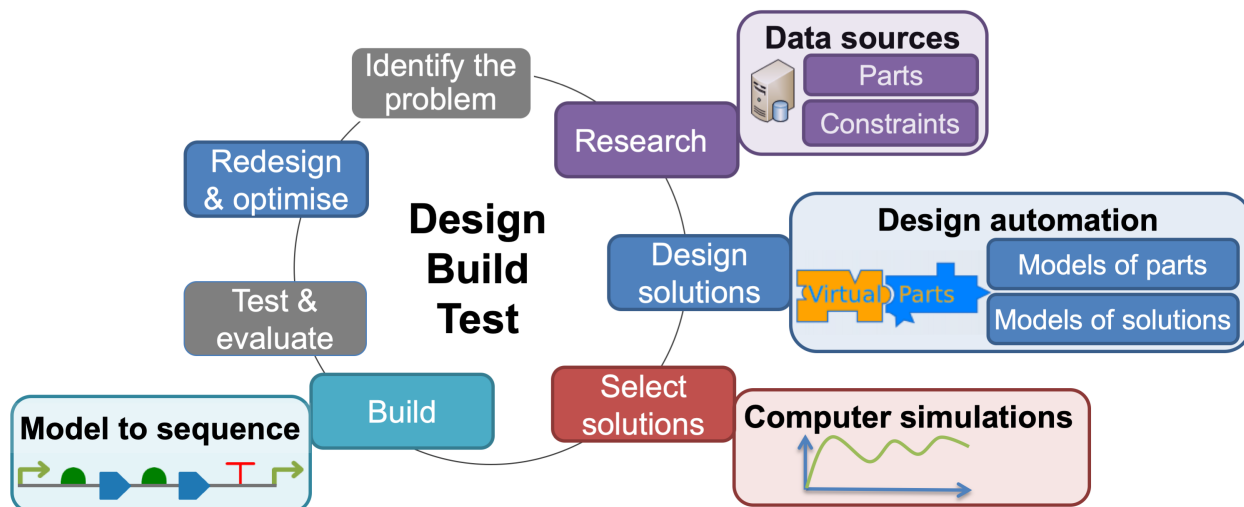 Identify the
problem
Data sources
Parts
Constraints
Research
Redesign
& optimise
Design
Build
Test
Design automation
Design
solutions
Virtual Parts
Models of parts
Models of solutions
Test &
evaluate
Select
solutions
Build
Computer simulations
Model to sequence